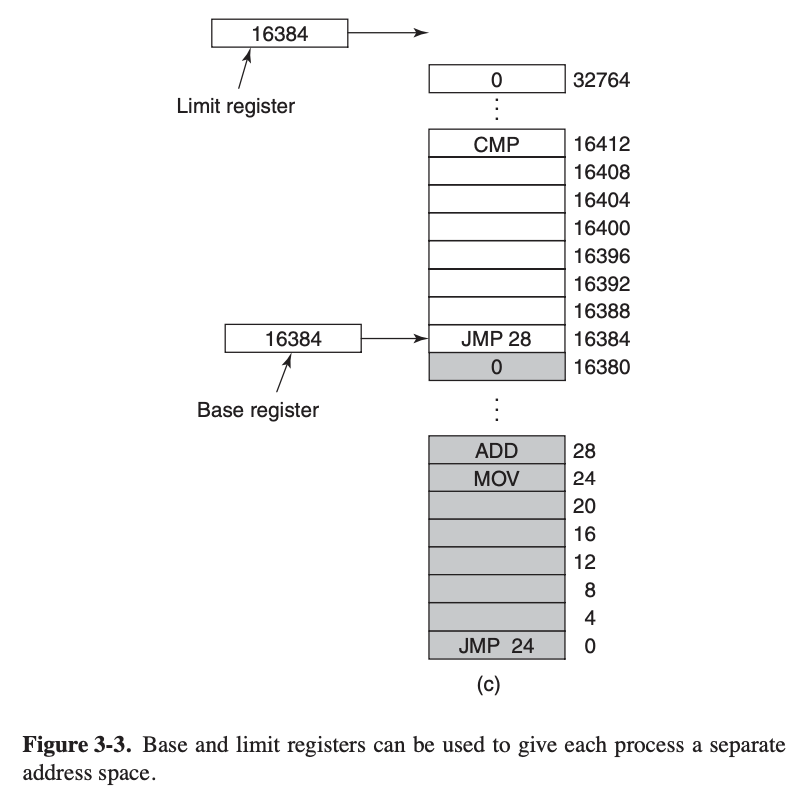 16384
Limit register
0 32764
CMP 16412
16408
16404
16400
16396
16392
16388
16384 JMP 28 16384
0 16380
Base register
ADD 28
MOV 24
20
16
12
8
4
JMP 24 0
(c)
Figure 3-3. Base and limit registers can be used to give each process a separate
address space.